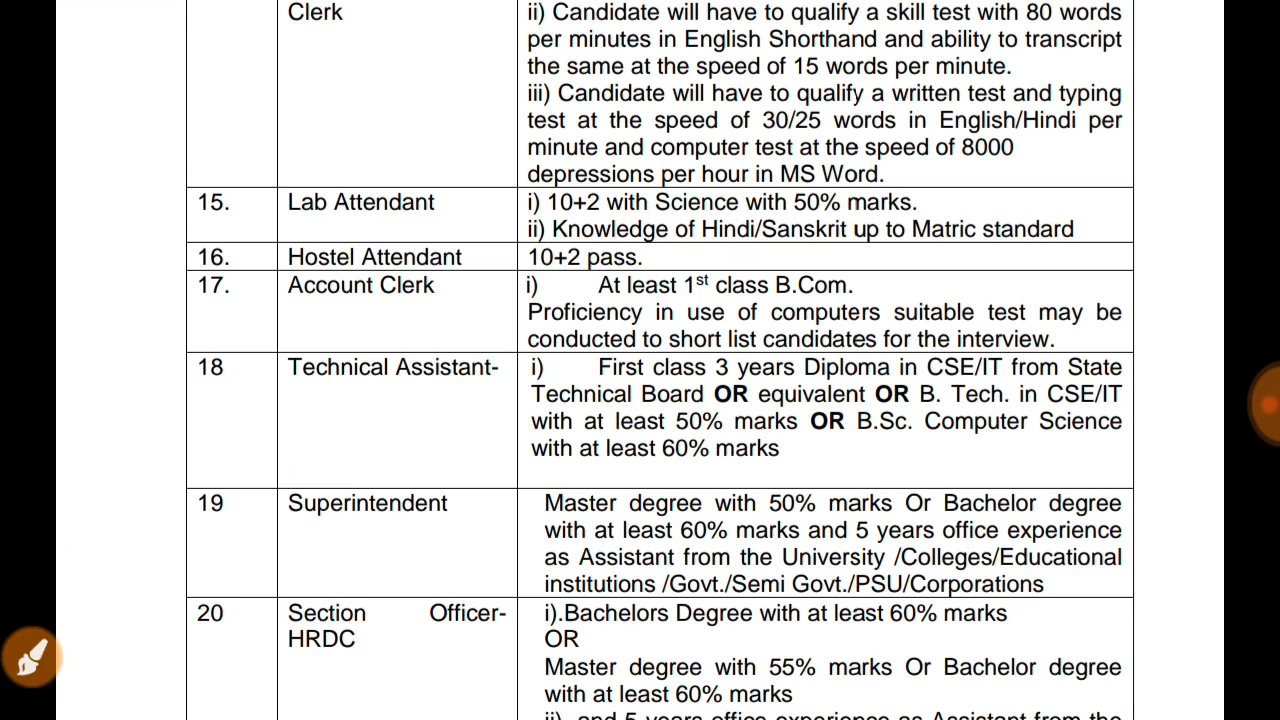 Clerk
ii) Candidate will have to qualify a skill test with 80 words
per minutes in English Shorthand and ability to transcript
the same at the speed of 15 words per minute.
iii) Candidate will have to qualify a written test and typing
test at the speed of 30/25 words in English/Hindi per
minute and computer test at the speed of 8000
depressions per hour in MS Word.
15. Lab Attendant i) 10+2 with Science with 50% marks.
ii) Knowledge of Hindi/Sanskrit up to Matric standard
16. Hostel Attendant 10+2 pass.
17. Account Clerk i) At least 1st class B.Com.
Proficiency in use of computers suitable test may be
conducted to short list candidates for the interview.
18 Technical Assistant- i) First class 3 years Diploma in CSE/IT from State
Technical Board OR equivalent OR B. Tech. in CSE/IT
with at least 50% marks OR B.Sc. Computer Science
with at least 60% marks
19 Superintendent Master degree with 50% marks Or Bachelor degree
with at least 60% marks and 5 years office experience
as Assistant from the University /Colleges/Educational
institutions /Govt./Semi Govt./PSU/Corporations
20 Section Officer- i).Bachelors Degree with at least 60% marks
HRDC OR
Master degree with 55% marks Or Bachelor degree
with at least 60% marks
ii). and 5 years office experience as Assistant from the